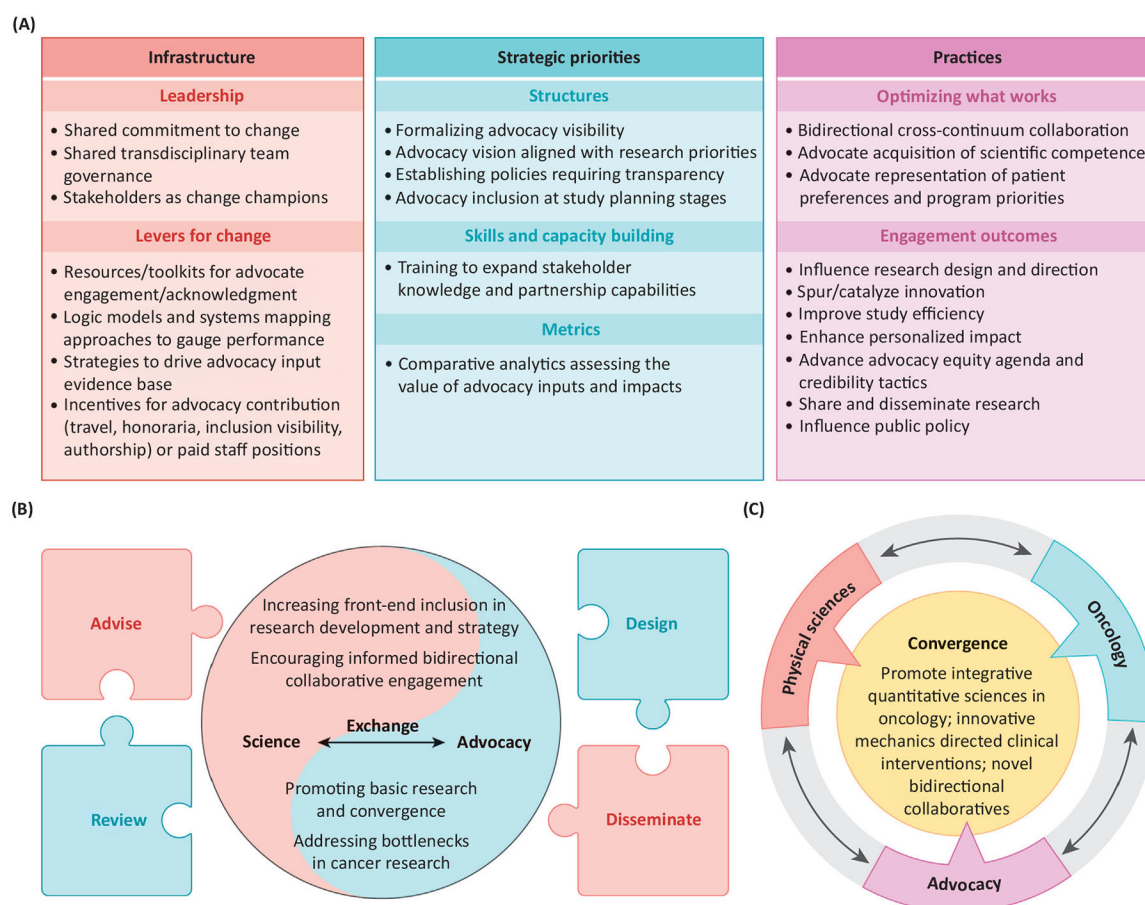 (A)
Infrastructure
Leadership
• Shared commitment to change
• Shared transdisciplinary team
governance
• Stakeholders as change champions
Levers for change
• Resources/toolkits for advocate
engagement/acknowledgment
• Logic models and systems mapping
approaches to gauge performance
• Strategies to drive advocacy input
evidence base
• Incentives for advocacy contribution
(travel, honoraria, inclusion visibility,
authorship) or paid staff positions
Strategic priorities
Structures
• Formalizing advocacy visibility
• Advocacy vision aligned with research priorities
• Establishing policies requiring transparency
• Advocacy inclusion at study planning stages
Skills and capacity building
• Training to expand stakeholder
knowledge and partnership capabilities
Metrics
• Comparative analytics assessing the
value of advocacy inputs and impacts
Practices
Optimizing what works
• Bidirectional cross-continuum collaboration
• Advocate acquisition of scientific competence
• Advocate representation of patient
preferences and program priorities
Engagement outcomes
• Influence research design and direction
• Spur/catalyze innovation
• Improve study efficiency
• Enhance personalized impact
• Advance advocacy equity agenda and
credibility tactics
• Share and disseminate research
• Influence public policy
(B)
Advise
Review
Increasing front-end inclusion in
research development and strategy
Encouraging informed bidirectional
collaborative engagement
Exchange
Science
Advocacy
Promoting basic research
and convergence
Addressing bottlenecks
in cancer research
Design
Disseminate
(C)
Physical sciences
Oncology
Convergence
Promote integrative
quantitative sciences in
oncology; innovative
mechanics directed clinical
interventions; novel
bidirectional
collaboratives
Advocacy